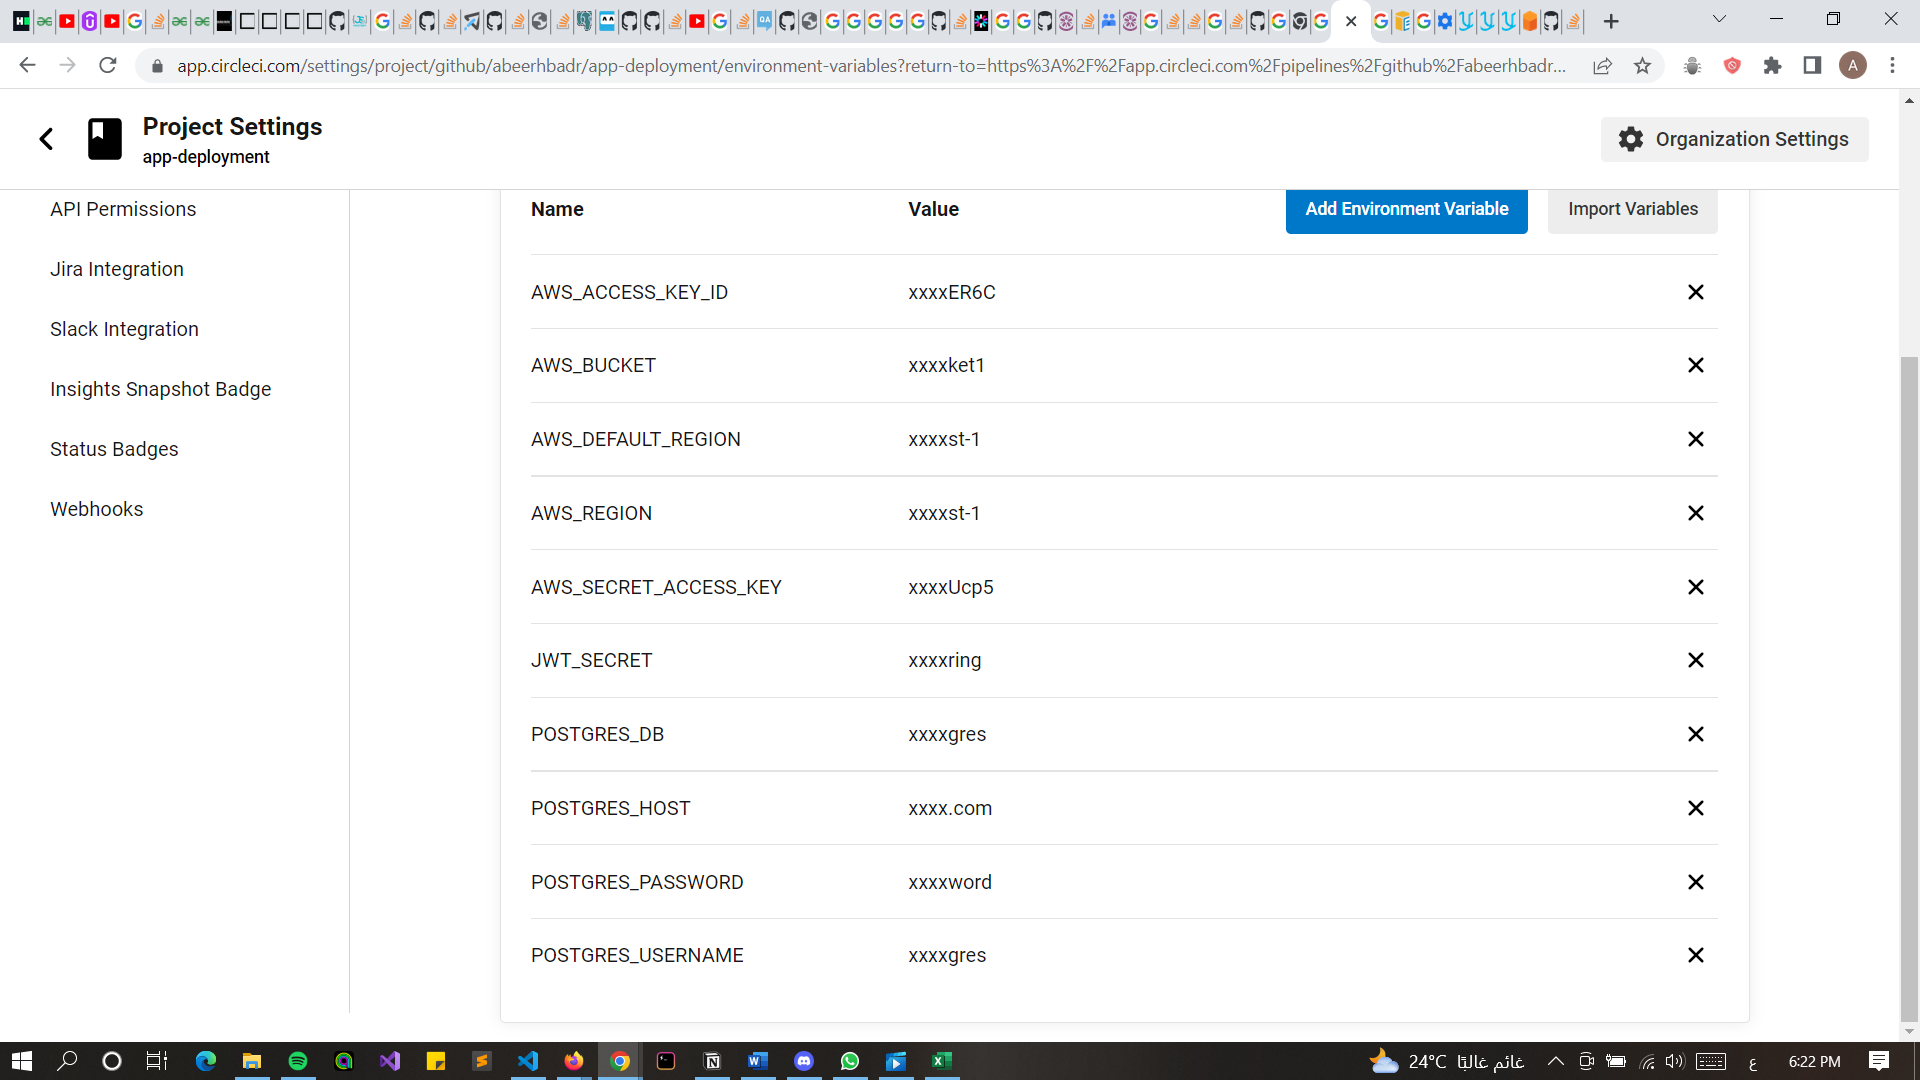 app.circleci.com/settings/project/github/abeerhbadr/app-deployment/environment-variables?return-to=https%3A%2F%2Fapp.circleci.com%2Fpipelines%2Fgithub%2Fabeerhbadr...
A
Project Settings
app-deployment
Organization Settings
API Permissions
Jira Integration
Slack Integration
Insights Snapshot Badge
Status Badges
Webhooks
Name Value Add Environment Variable Import Variables
AWS_ACCESS_KEY_ID xxxxER6C
AWS_BUCKET xxxxket1
AWS_DEFAULT_REGION xxxxst-1
AWS_REGION xxxxst-1
AWS_SECRET_ACCESS_KEY xxxxUcp5
JWT_SECRET xxxxring
POSTGRES_DB xxxxgres
POSTGRES_HOST xxxx.com
POSTGRES_PASSWORD xxxxword
POSTGRES_USERNAME xxxxgres
24°C غائم غالبًا ع 6:22 PM